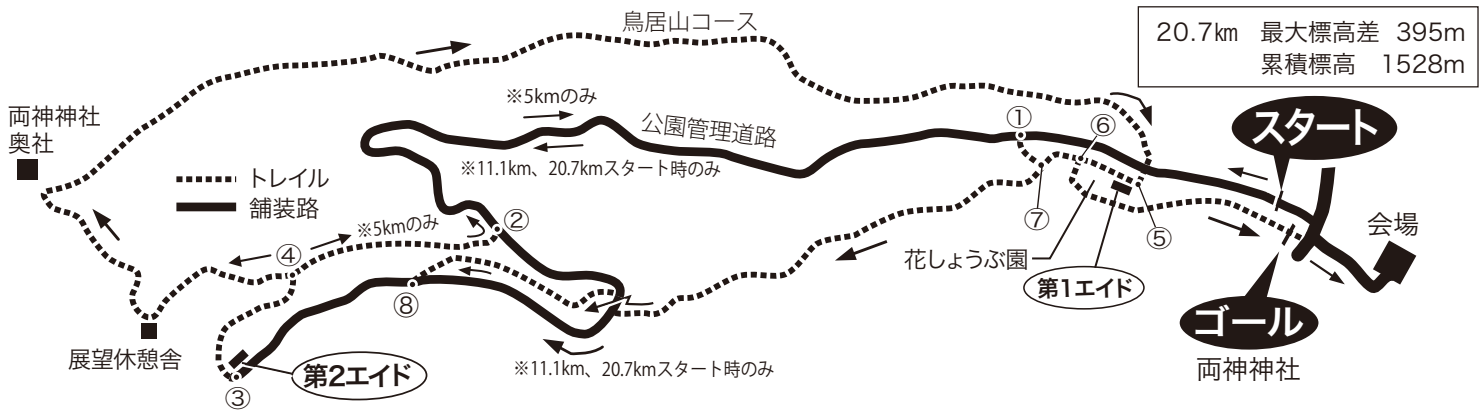 鳥居山コース
20.7km 最大標高差 395m
累積標高 1528m
両神神社
奥社
※5kmのみ
公園管理道路
①
⑥
スタート
※11.1km、20.7kmスタート時のみ
トレイル
舗装路
②
⑦
⑤
会場
※5kmのみ
④
花しょうぶ園
第1エイド
⑧
ゴール
展望休憩舎
第2エイド
※11.1km、20.7kmスタート時のみ
両神神社
③